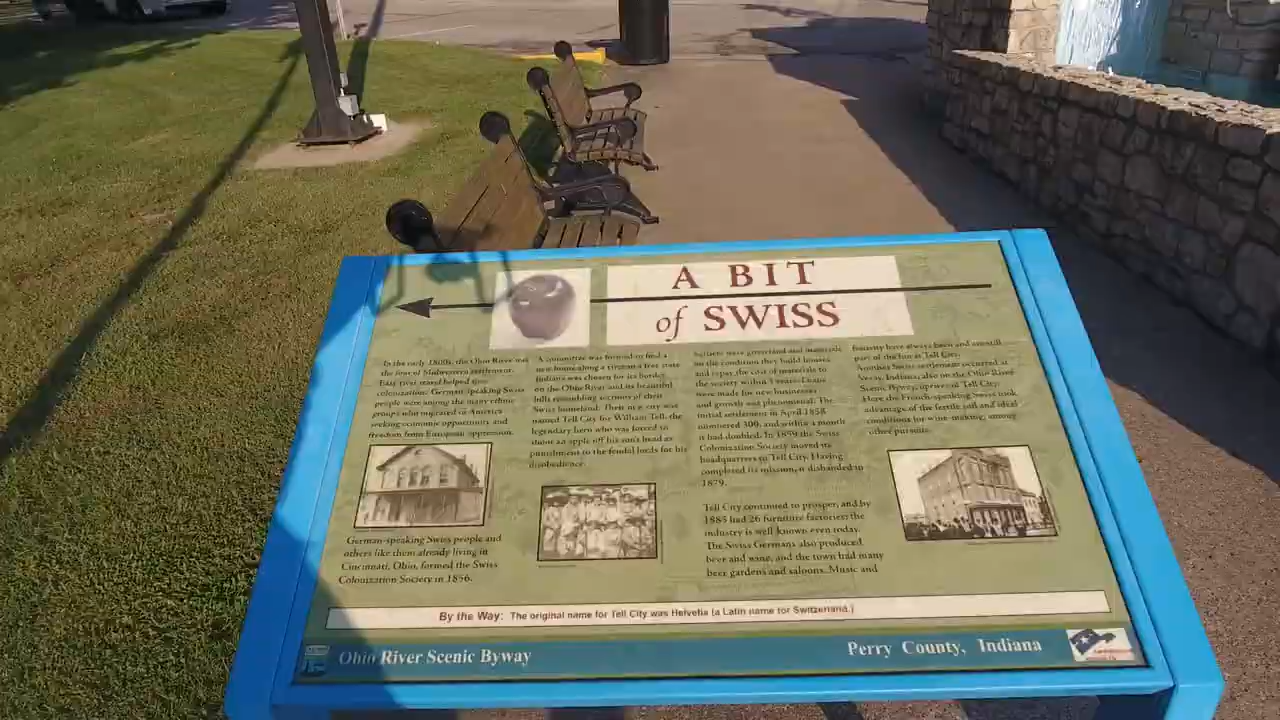 A BIT
of SWISS
In the early 1800s, the Ohio River was
the four of Midwestern settlement.
Easy river travel helped spur
colonization. German-speaking Swiss
people were among the many ethnic
groups who migrated to America
seeking economic opportunity and
freedom from European oppression.
German-speaking Swiss people and
others like them already living in
Cincinnati, Ohio, formed the Swiss
Colonization Society in 1856.
A committee was formed to find a
new homeland
Indiana was chosen for its border
on the Ohio River and its beautiful
hills resembling scenes of their
Swiss homeland. Their new city was
named Tell City for William Tell, the
legendary hero who was forced to
shoot an apple off his son's head as
punishment to the feudal lords for his
disobedience.
Settlers were given land and materials
on the condition they build houses
and repay the cost of materials to
the society within 3 years. Loans
were made for new businesses
and growth was phenomenal. The
initial settlement in April 1858
numbered 300, and within a month
it had doubled. In 1859 the Swiss
Colonization Society moved its
headquarters to Tell City. Having
completed its mission, it disbanded in
1879.
Tell City continued to prosper, and by
1885 had 26 furniture factories; the
industry is well known even today.
The Swiss Germans also produced
beer and wine, and the town had many
beer gardens and saloons. Music and
festivity have always been and are still
part of the fun in Tell City.
Another Swiss settlement occurred at
Vevay, Indiana, also on the Ohio River
Scenic Byway, upriver of Tell City.
Here the French-speaking Swiss took
advantage of the fertile soil and ideal
conditions for wine-making, among
other pursuits.
By the Way: The original name for Tell City was Helvetia (a Latin name for Switzerland.)
Ohio River Scenic Byway
Perry County, Indiana